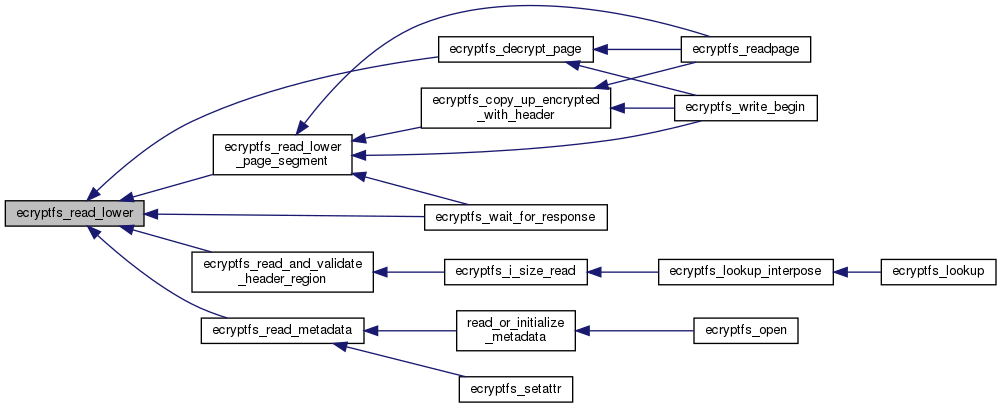 ecryptfs_decrypt_page
ecryptfs_readpage
ecryptfs_copy_up_encrypted
_with_header
ecryptfs_write_begin
ecryptfs_read_lower
_page_segment
ecryptfs_read_lower
ecryptfs_wait_for_response
ecryptfs_read_and_validate
_header_region
ecryptfs_i_size_read
ecryptfs_lookup_interpose
ecryptfs_lookup
ecryptfs_read_metadata
read_or_initialize
_metadata
ecryptfs_open
ecryptfs_setattr